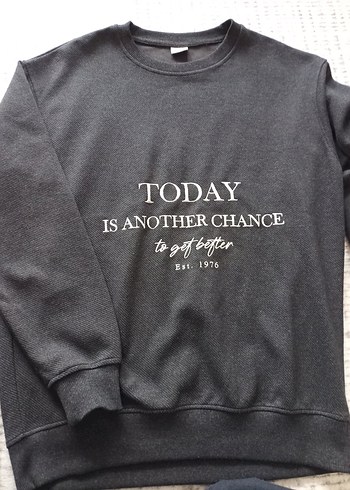 TODAY
IS ANOTHER CHANCE
to get better
Est. 1976